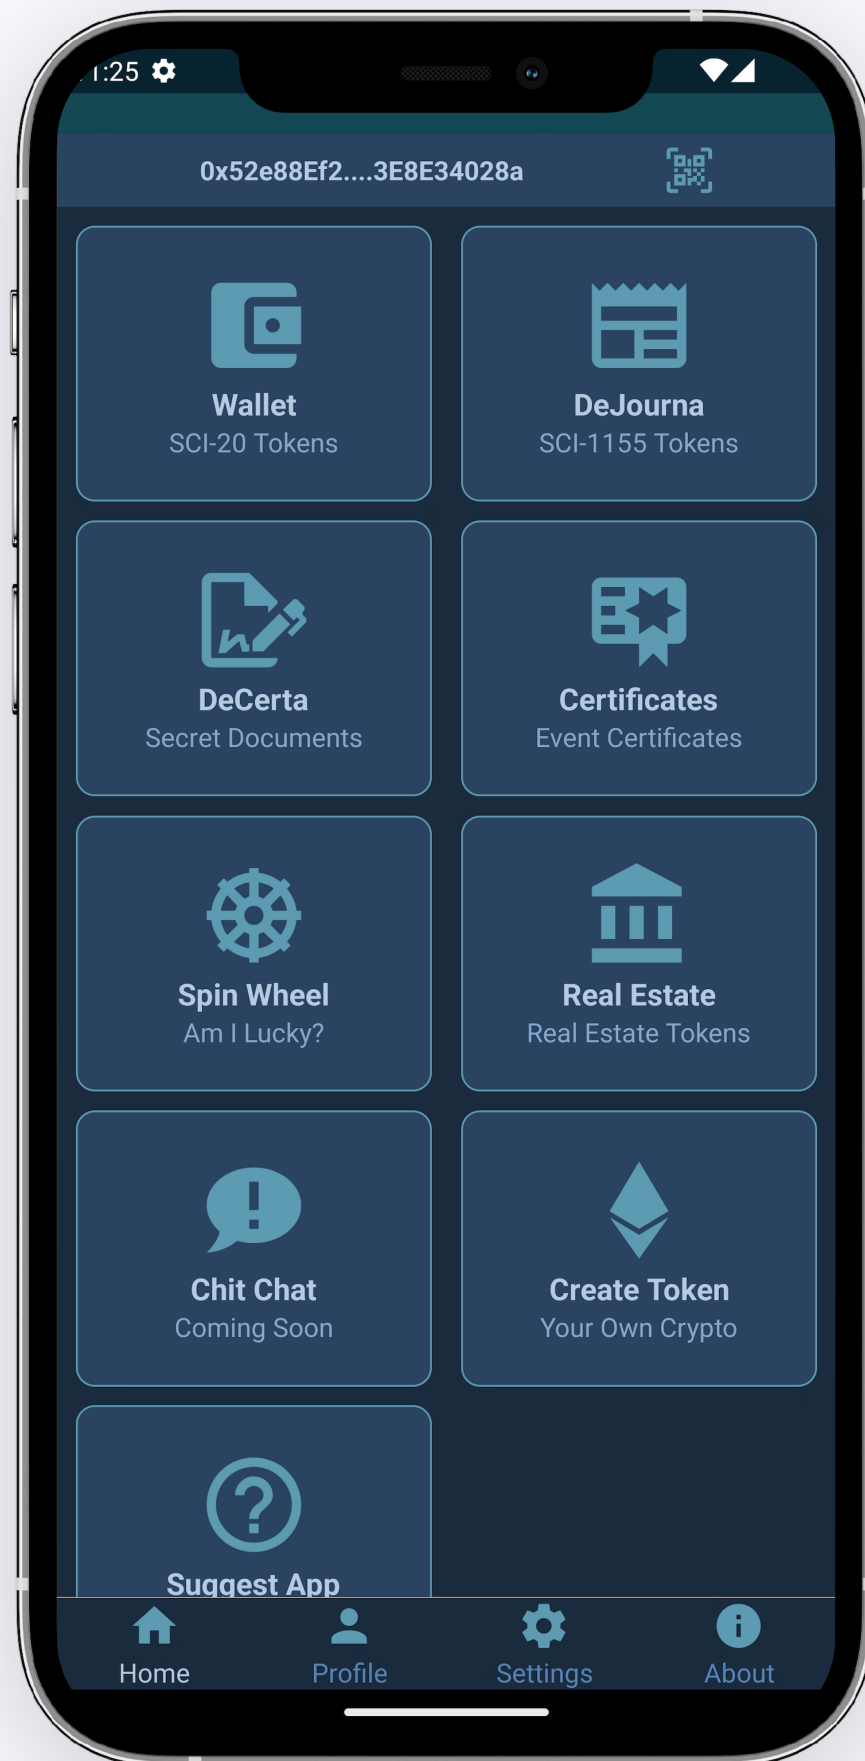 1:25
0x52e88Ef2....3E8E34028a
Wallet
SCI-20 Tokens
DeJourna
SCI-1155 Tokens
DeCerta
Secret Documents
Certificates
Event Certificates
Spin Wheel
Am I Lucky?
Real Estate
Real Estate Tokens
Chit Chat
Coming Soon
Create Token
Your Own Crypto
Suggest App
Home
Profile
Settings
About